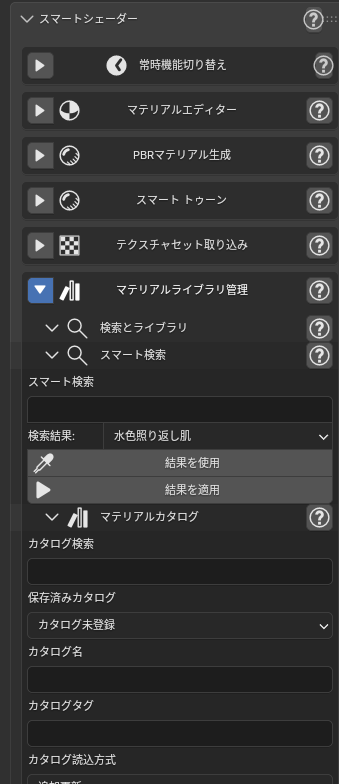 スマートシェーダー
常時機能切り替え
マテリアルエディター
PBRマテリアル生成
スマート トゥーン
テクスチャセット取り込み
マテリアルライブラリ管理
検索とライブラリ
スマート検索
スマート検索
検索結果: 水色照り返し肌
結果を使用
結果を適用
マテリアルカタログ
カタログ検索
保存済みカタログ
カタログ未登録
カタログ名
カタログタグ
カタログ読込方式